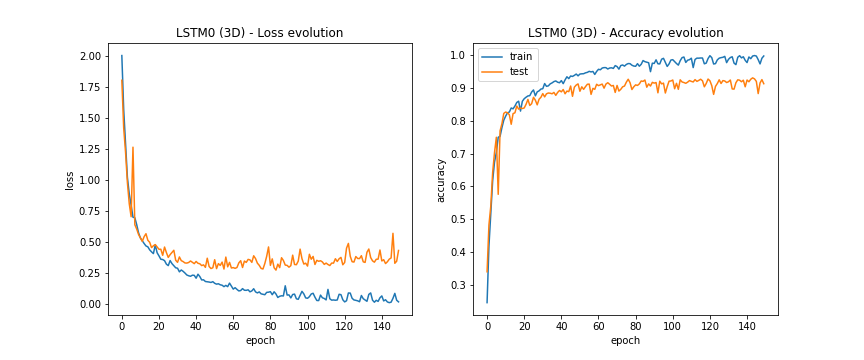 LSTM0 (3D) - Loss evolution
2.00
1.75
1.50
1.25
1.00
0.75
0.50
0.25
0.00
loss
0 20 40 60 80 100 120 140
epoch
LSTM0 (3D) - Accuracy evolution
train
test
1.0
0.9
0.8
0.7
0.6
0.5
0.4
0.3
accuracy
0 20 40 60 80 100 120 140
epoch